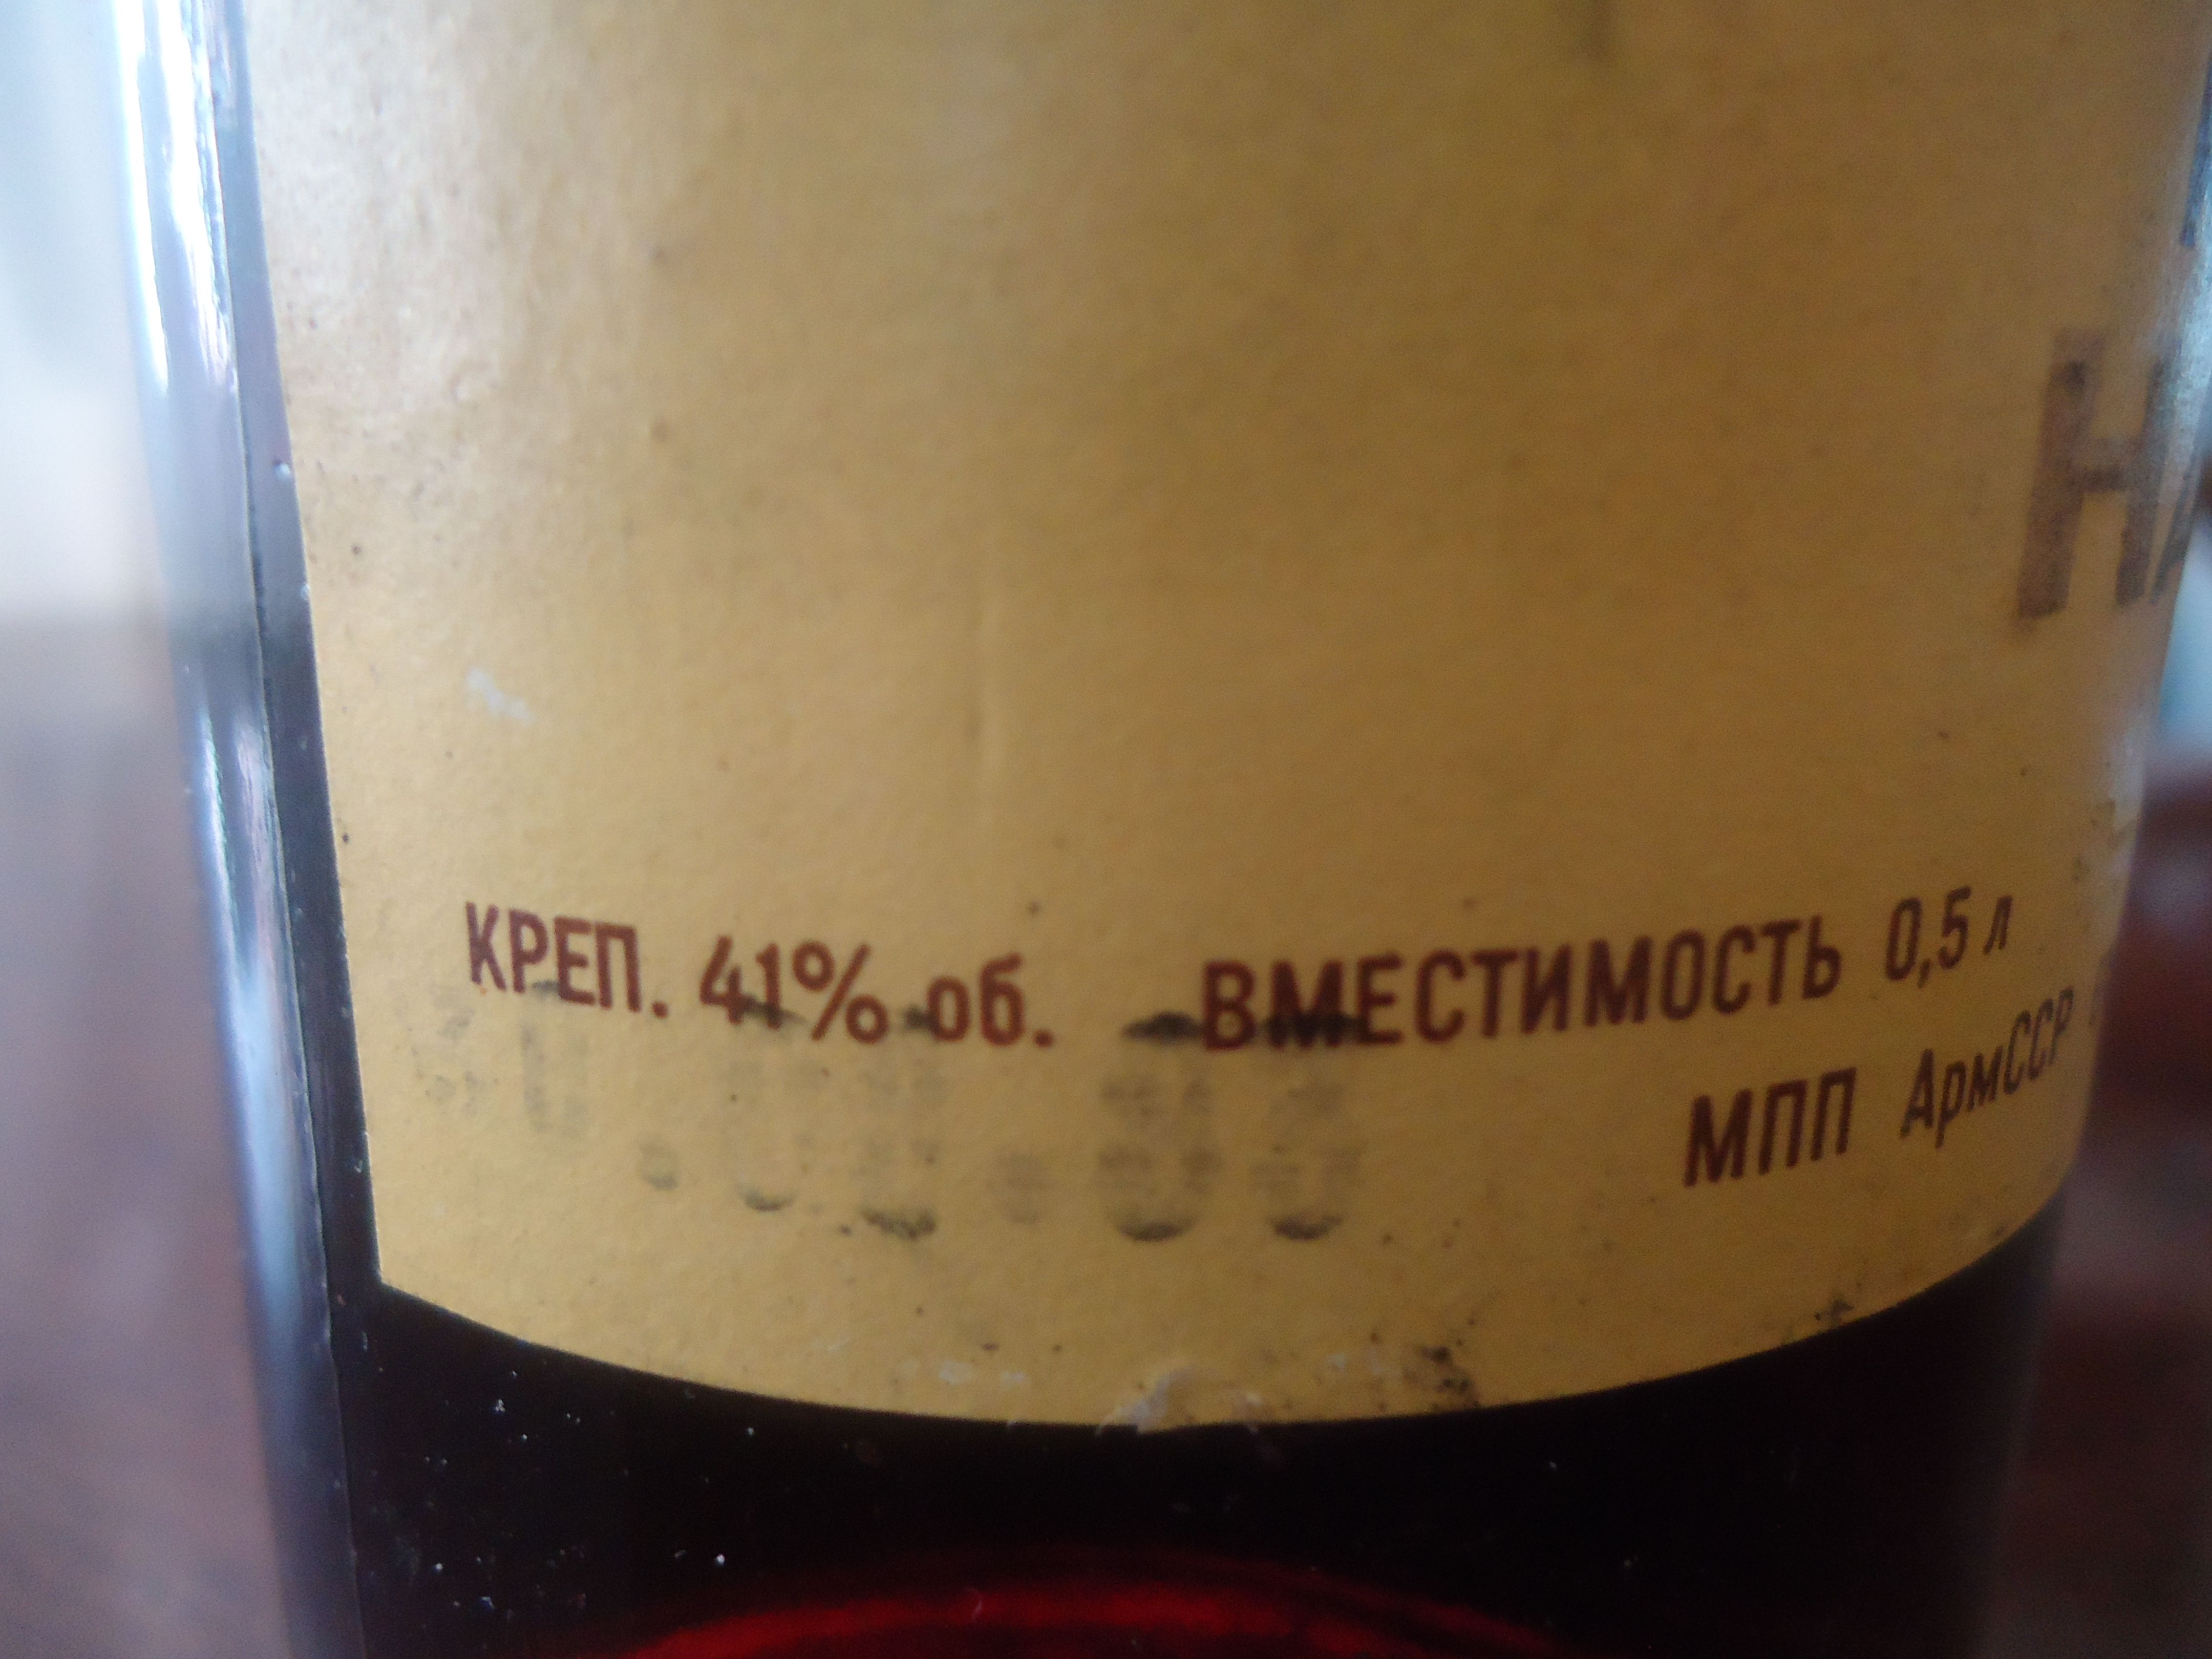 КРЕП. 41% об. ВМЕСТИМОСТЬ 0,5 л
МПП АрмССР